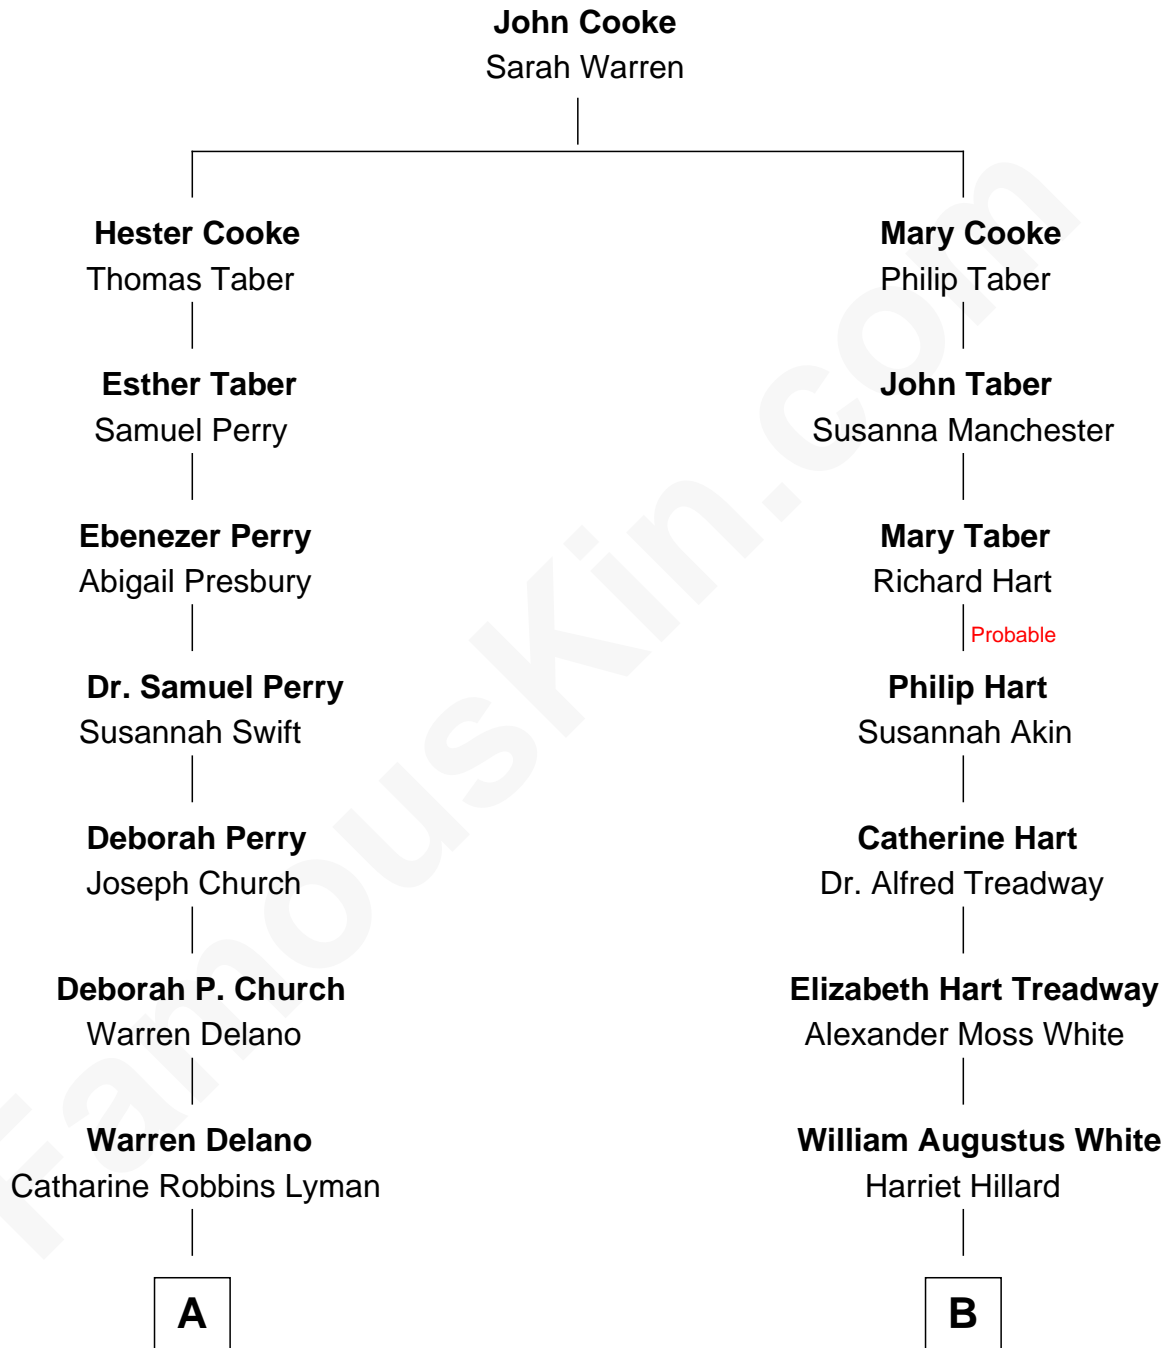 John Cooke
Sarah Warren
Hester Cooke
Thomas Taber
Mary Cooke
Philip Taber
Esther Taber
Samuel Perry
John Taber
Susanna Manchester
Ebenezer Perry
Abigail Presbury
Mary Taber
Richard Hart
Probable
Dr. Samuel Perry
Susannah Swift
Philip Hart
Susannah Akin
Deborah Perry
Joseph Church
Catherine Hart
Dr. Alfred Treadway
Deborah P. Church
Warren Delano
Elizabeth Hart Treadway
Alexander Moss White
Warren Delano
Catharine Robbins Lyman
William Augustus White
Harriet Hillard
A
B
FamousKin.com